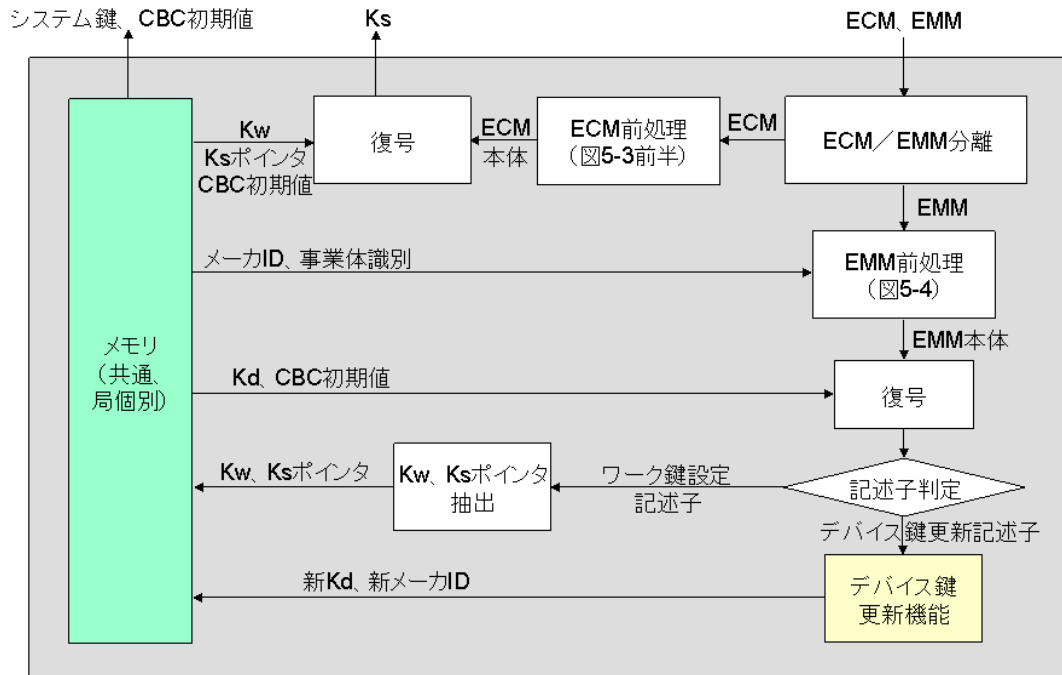 システム鍵、CBC初期値
Ks
ECM、EMM
Kw
Ksポインタ
CBC初期値
復号
ECM
本体
ECM前処理
（図5-3前半）
ECM
ECM／EMM分離
EMM
メーカID、事業体識別
EMM前処理
（図5-4）
EMM本体
メモリ
（共通、
局個別）
Kd、CBC初期値
復号
Kw、Ksポインタ
Kw、Ksポインタ
抽出
ワーク鍵設定
記述子
記述子判定
デバイス鍵更新記述子
新Kd、新メーカID
デバイス鍵
更新機能